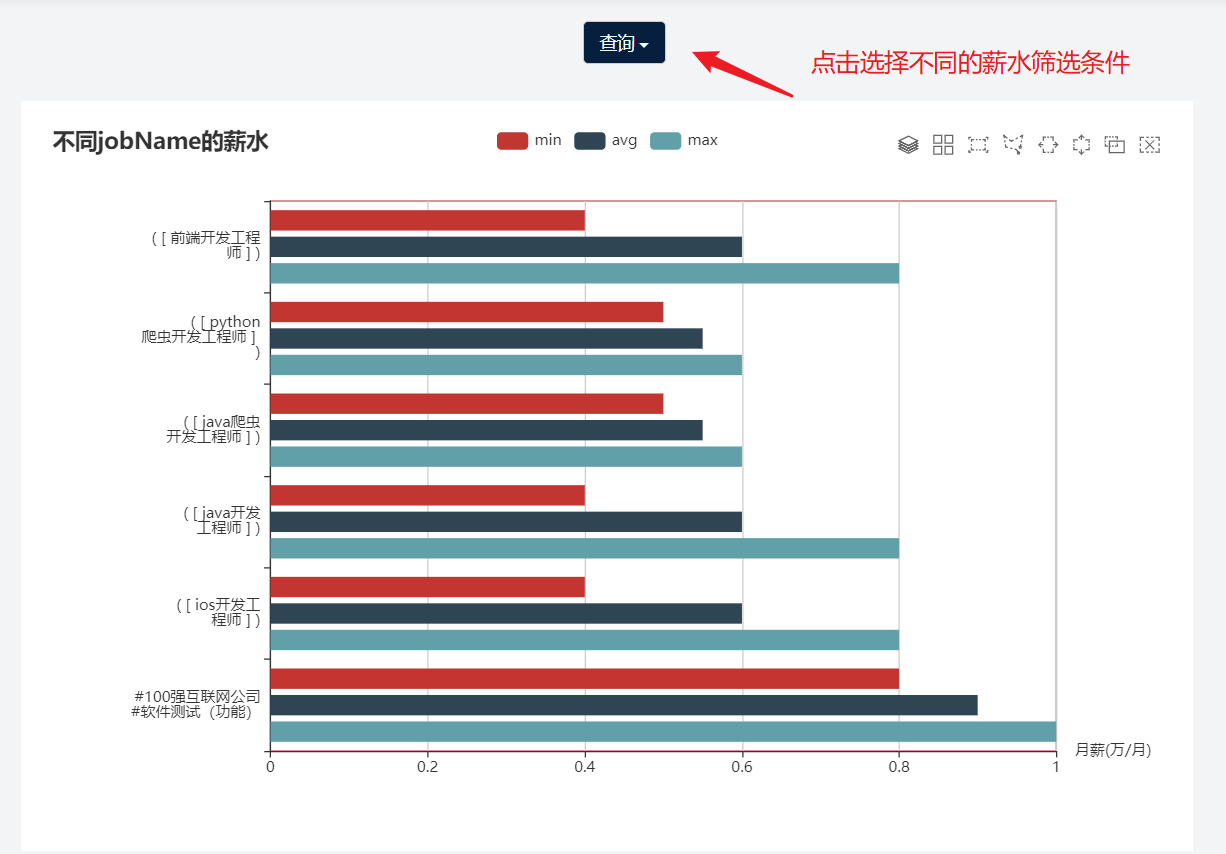 查询
点击选择不同的薪水筛选条件
不同jobName的薪水
min
avg
max
( [ 前端开发工程
师 ] )
( [ python
爬虫开发工程师 ]
)
( [ java爬虫
开发工程师 ] )
( [ java开发
工程师 ] )
( [ ios开发工
程师 ] )
#100强互联网公司
#软件测试（功能）
月薪(万/月)
0
0.2
0.4
0.6
0.8
1